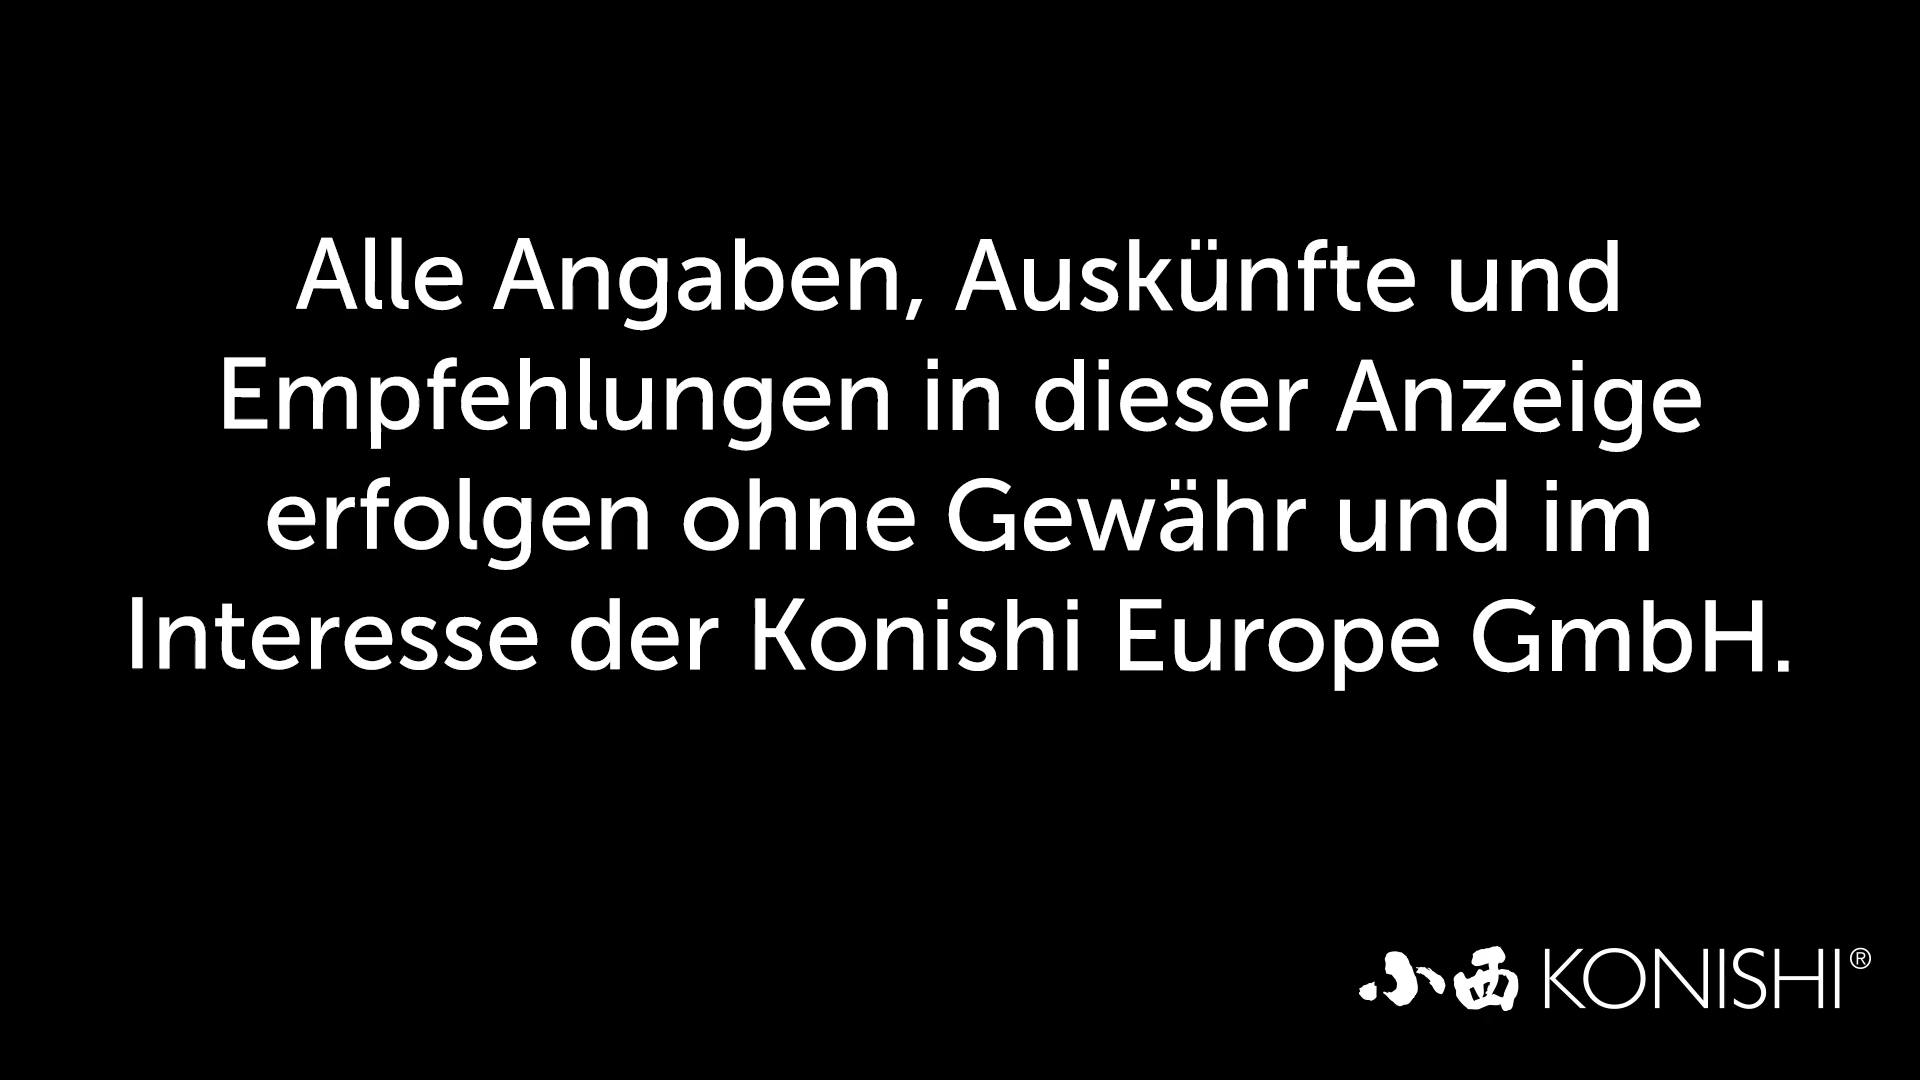 Alle Angaben, Auskünfte und
Empfehlungen in dieser Anzeige
erfolgen ohne Gewähr und im
Interesse der Konishi Europe GmbH.
小西 KONISHI®